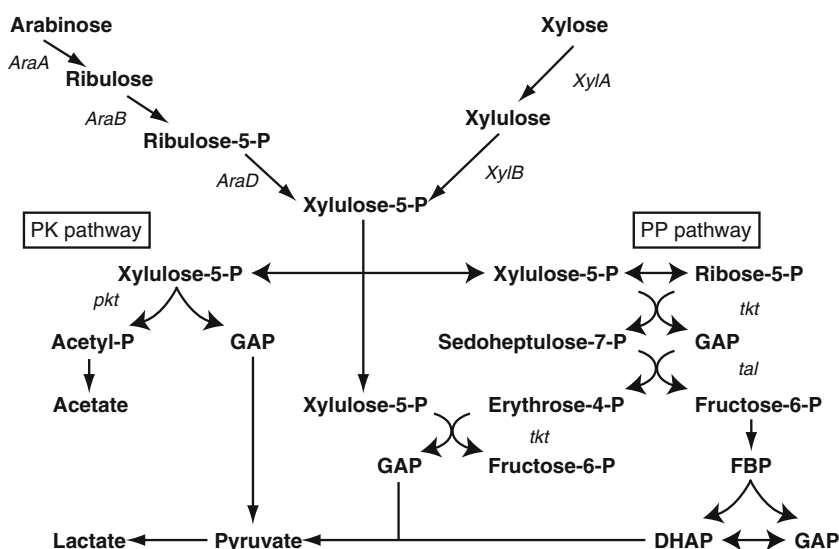 Arabinose
Xylose
AraA
Ribulose
XylA
AraB
Xylulose
Ribulose-5-P
AraD
XylB
Xylulose-5-P
PK pathway
PP pathway
Xylulose-5-P
Xylulose-5-P
Ribose-5-P
pkt
tkt
Acetyl-P
GAP
Sedoheptulose-7-P
GAP
tal
Acetate
Xylulose-5-P
Erythrose-4-P
Fructose-6-P
tkt
GAP
Fructose-6-P
FBP
Lactate
Pyruvate
DHAP
GAP